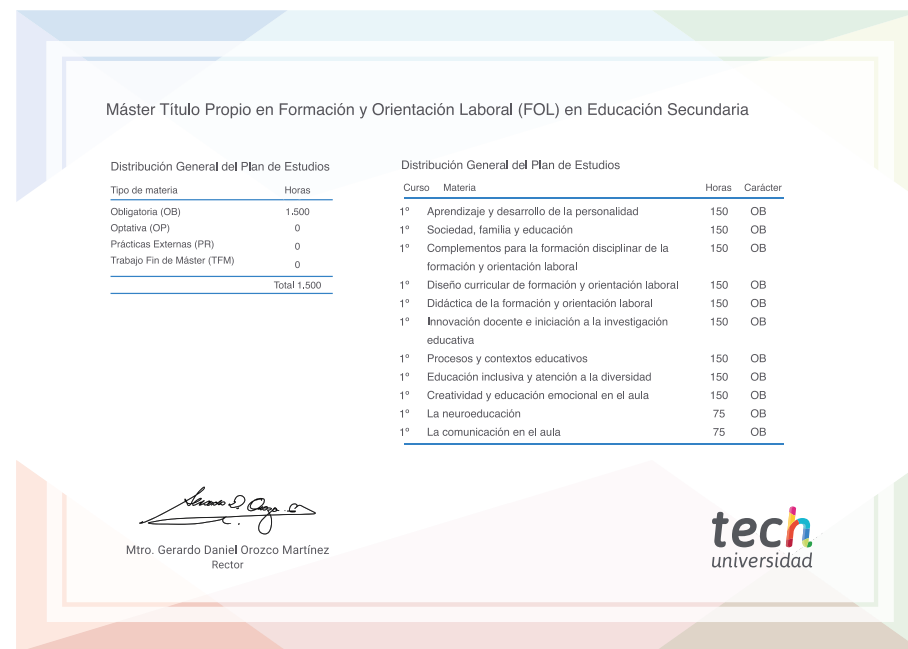 Máster Título Propio en Formación y Orientación Laboral (FOL) en Educación Secundaria
Distribución General del Plan de Estudios
Tipo de materia Horas
Obligatoria (OB) 1.500
Optativa (OP) 0
Prácticas Externas (PR) 0
Trabajo Fin de Máster (TFM) 0
Total 1.500
Distribución General del Plan de Estudios
Curso Materia Horas Carácter
1º Aprendizaje y desarrollo de la personalidad 150 OB
1º Sociedad, familia y educación 150 OB
1º Complementos para la formación disciplinar de la 150 OB
formación y orientación laboral
1º Diseño curricular de formación y orientación laboral 150 OB
1º Didáctica de la formación y orientación laboral 150 OB
1º Innovación docente e iniciación a la investigación 150 OB
educativa
1º Procesos y contextos educativos 150 OB
1º Educación inclusiva y atención a la diversidad 150 OB
1º Creatividad y educación emocional en el aula 150 OB
1º La neuroeducación 75 OB
1º La comunicación en el aula 75 OB
Mtro. Gerardo Daniel Orozco Martínez
Rector
tech
universidad